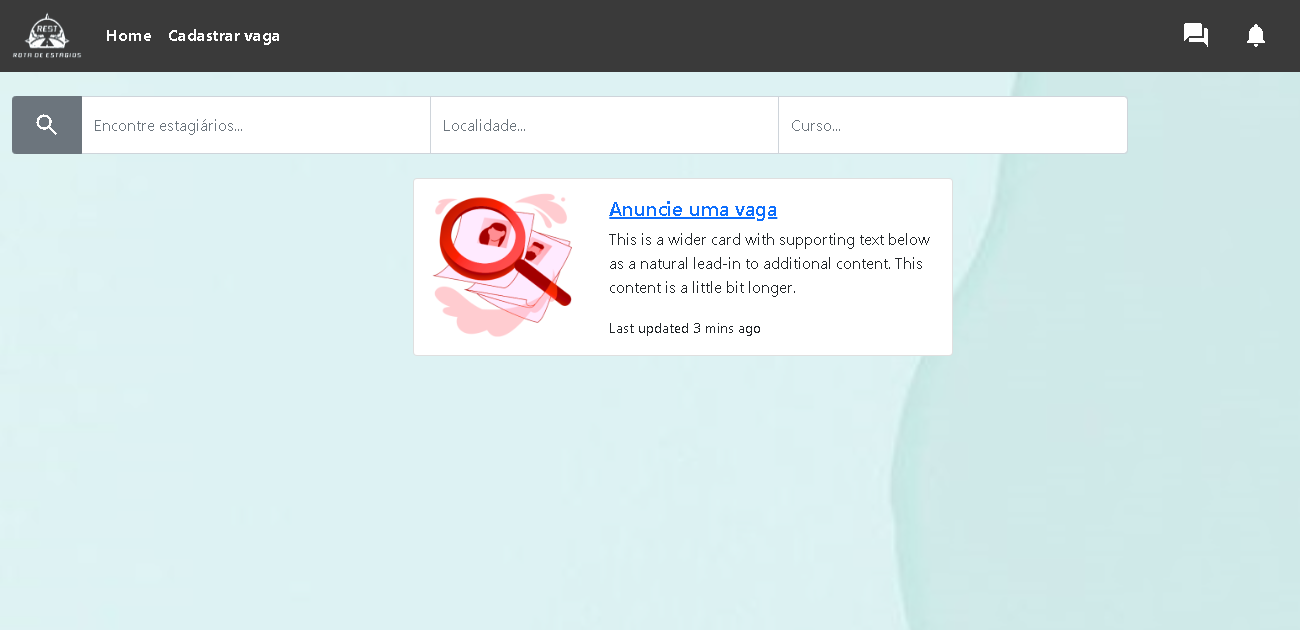 REST
ROTA DE ESTÁGIOS
Home
Cadastrar vaga
Encontre estagiários...
Localidade...
Curso...
Anuncie uma vaga
This is a wider card with supporting text below
as a natural lead-in to additional content. This
content is a little bit longer.
Last updated 3 mins ago